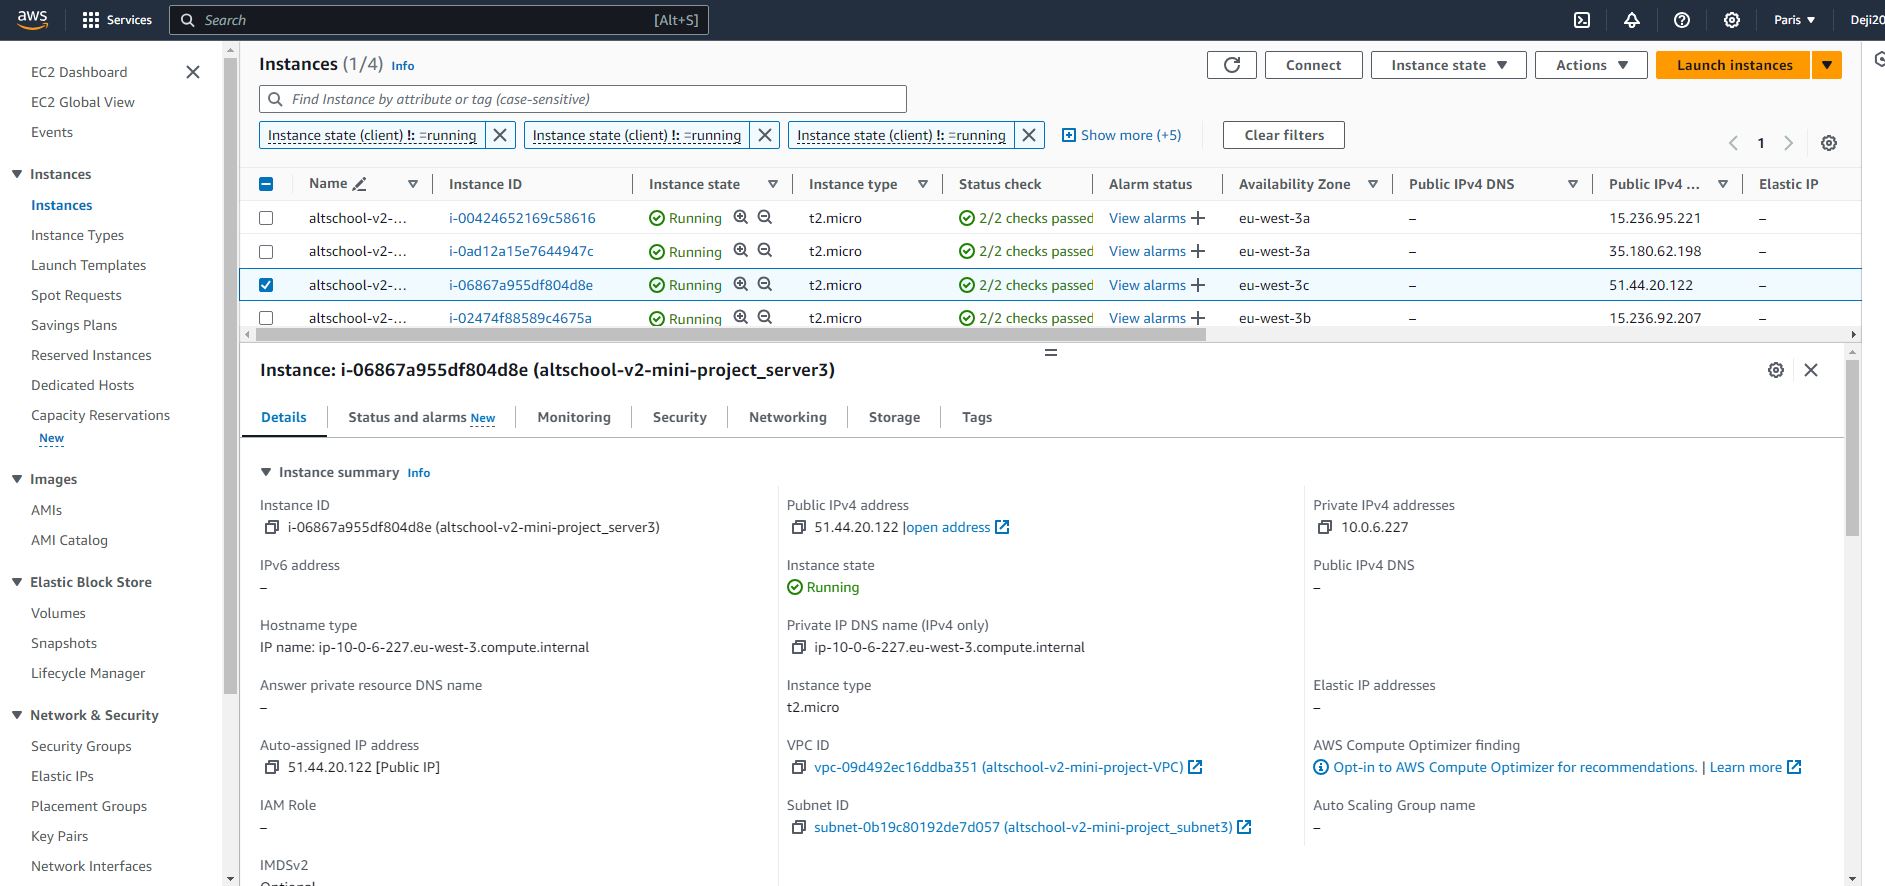 aws
Services
Search
[Alt+S]
Paris ▼
Deji20
EC2 Dashboard
EC2 Global View
Events
Instances
Instances
Instance Types
Launch Templates
Spot Requests
Savings Plans
Reserved Instances
Dedicated Hosts
Capacity Reservations
New
Images
AMIs
AMI Catalog
Elastic Block Store
Volumes
Snapshots
Lifecycle Manager
Network & Security
Security Groups
Elastic IPs
Placement Groups
Key Pairs
Network Interfaces
Instances (1/4) Info
Connect
Instance state ▼
Actions ▼
Launch instances ▼
Find Instance by attribute or tag (case-sensitive)
Instance state (client) !: =running
Instance state (client) !: =running
Instance state (client) !: =running
Show more (+5)
Clear filters
1
Name Instance ID Instance state Instance type Status check Alarm status Availability Zone Public IPv4 DNS Public IPv4 ... Elastic IP
altschool-v2-... i-00424652169c58616 Running t2.micro 2/2 checks passed View alarms + eu-west-3a – 15.236.95.221 –
altschool-v2-... i-0ad12a15e7644947c Running t2.micro 2/2 checks passed View alarms + eu-west-3a – 35.180.62.198 –
altschool-v2-... i-06867a955df804d8e Running t2.micro 2/2 checks passed View alarms + eu-west-3c – 51.44.20.122 –
altschool-v2-... i-02474f88589c4675a Running t2.micro 2/2 checks passed View alarms + eu-west-3b – 15.236.92.207 –
Instance: i-06867a955df804d8e (altschool-v2-mini-project_server3)
Details Status and alarms New Monitoring Security Networking Storage Tags
Instance summary Info
Instance ID
i-06867a955df804d8e (altschool-v2-mini-project_server3)
Public IPv4 address
51.44.20.122 |open address
Private IPv4 addresses
10.0.6.227
IPv6 address
–
Instance state
Running
Public IPv4 DNS
–
Hostname type
IP name: ip-10-0-6-227.eu-west-3.compute.internal
Private IP DNS name (IPv4 only)
ip-10-0-6-227.eu-west-3.compute.internal
Answer private resource DNS name
–
Instance type
t2.micro
Elastic IP addresses
–
Auto-assigned IP address
51.44.20.122 [Public IP]
VPC ID
vpc-09d492ec16ddba351 (altschool-v2-mini-project-VPC)
AWS Compute Optimizer finding
Opt-in to AWS Compute Optimizer for recommendations. | Learn more
IAM Role
–
Subnet ID
subnet-0b19c80192de7d057 (altschool-v2-mini-project_subnet3)
Auto Scaling Group name
–
IMDSv2
Optional